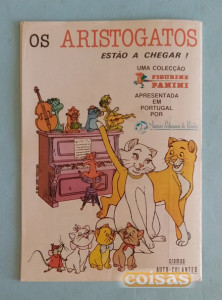 OS ARISTOGATOS
ESTÃO A CHEGAR !
UMA COLECÇÃO
FIGURINE
PANINI
APRESENTADA
EM
PORTUGAL
POR
CROMOS
AUTO-COLANTES
coisas